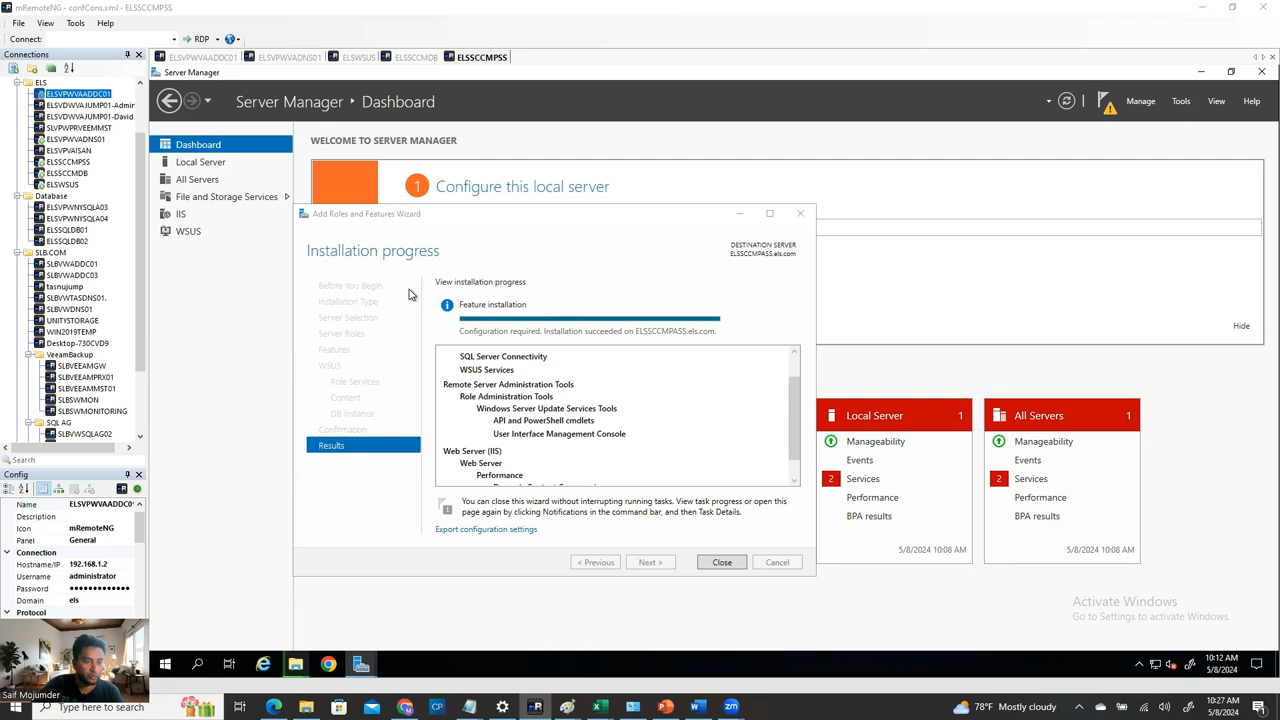 mRemoteNG - confCons.xml - ELSSCCMPSS
File View Tools Help
Connect: RDP
Connections
ELS
ELSVPWVAADDC01
ELSVDWVAJUMP01-Admin
ELSVDWVAJUMP01-David
SLVPWPRVEEMMST
ELSVPWVADNS01
ELSVPVAISAN
ELSSCCMPSS
ELSSCCMDB
ELSWSUS
Database
ELSVPWNYSQLA03
ELSVPWNYSQLA04
ELSSQLDB01
ELSSQLDB02
SLB.COM
SLBVWADDC01
SLBVWADDC03
tasnujump
SLBVWTASDNS01.
SLBVWDNS01
UNITYSTORAGE
WIN2019TEMP
Desktop-730CVD9
VeeamBackup
SLBVEEAMGW
SLBVEEAMPRX01
SLBVEEAMMST01
SLBVWSMON
SLBSWMONITORING
SQL AG
SLBVWSQLAG02
Search
Config
Name ELSVPWVAADDC0
Description
Icon mRemoteNG
Panel General
Connection
Hostname/IP 192.168.1.2
Username administrator
Password ●●●●●●●●●●●●●
Domain els
Protocol
Saif Mojumder
ELSVPWVAADDC01 ELSVPWVADNS01 ELSWSUS ELSSCCMDB ELSSCCMPSS
Server Manager
Server Manager Dashboard
Manage Tools View Help
Dashboard
Local Server
All Servers
File and Storage Services
IIS
WSUS
WELCOME TO SERVER MANAGER
1 Configure this local server
Hide
Add Roles and Features Wizard
Installation progress
DESTINATION SERVER
ELSSCCMPASS.els.com
Before You Begin
Installation Type
Server Selection
Server Roles
Features
WSUS
Role Services
Content
DB Instance
Confirmation
Results
View installation progress
Feature installation
Configuration required. Installation succeeded on ELSSCCMPASS.els.com.
SQL Server Connectivity
WSUS Services
Remote Server Administration Tools
Role Administration Tools
Windows Server Update Services Tools
API and PowerShell cmdlets
User Interface Management Console
Web Server (IIS)
Web Server
Performance
1
You can close this wizard without interrupting running tasks. View task progress or open this
page again by clicking Notifications in the command bar, and then Task Details.
Export configuration settings
< Previous Next > Close Cancel
Local Server 1
Manageability
Events
2 Services
Performance
BPA results
5/8/2024 10:08 AM
All Servers 1
Manageability
Events
2 Services
Performance
BPA results
5/8/2024 10:08 AM
Activate Windows
Go to Settings to activate Windows.
10:12 AM
5/8/2024
Type here to search
78°F Mostly cloudy
10:27 AM
5/8/2024